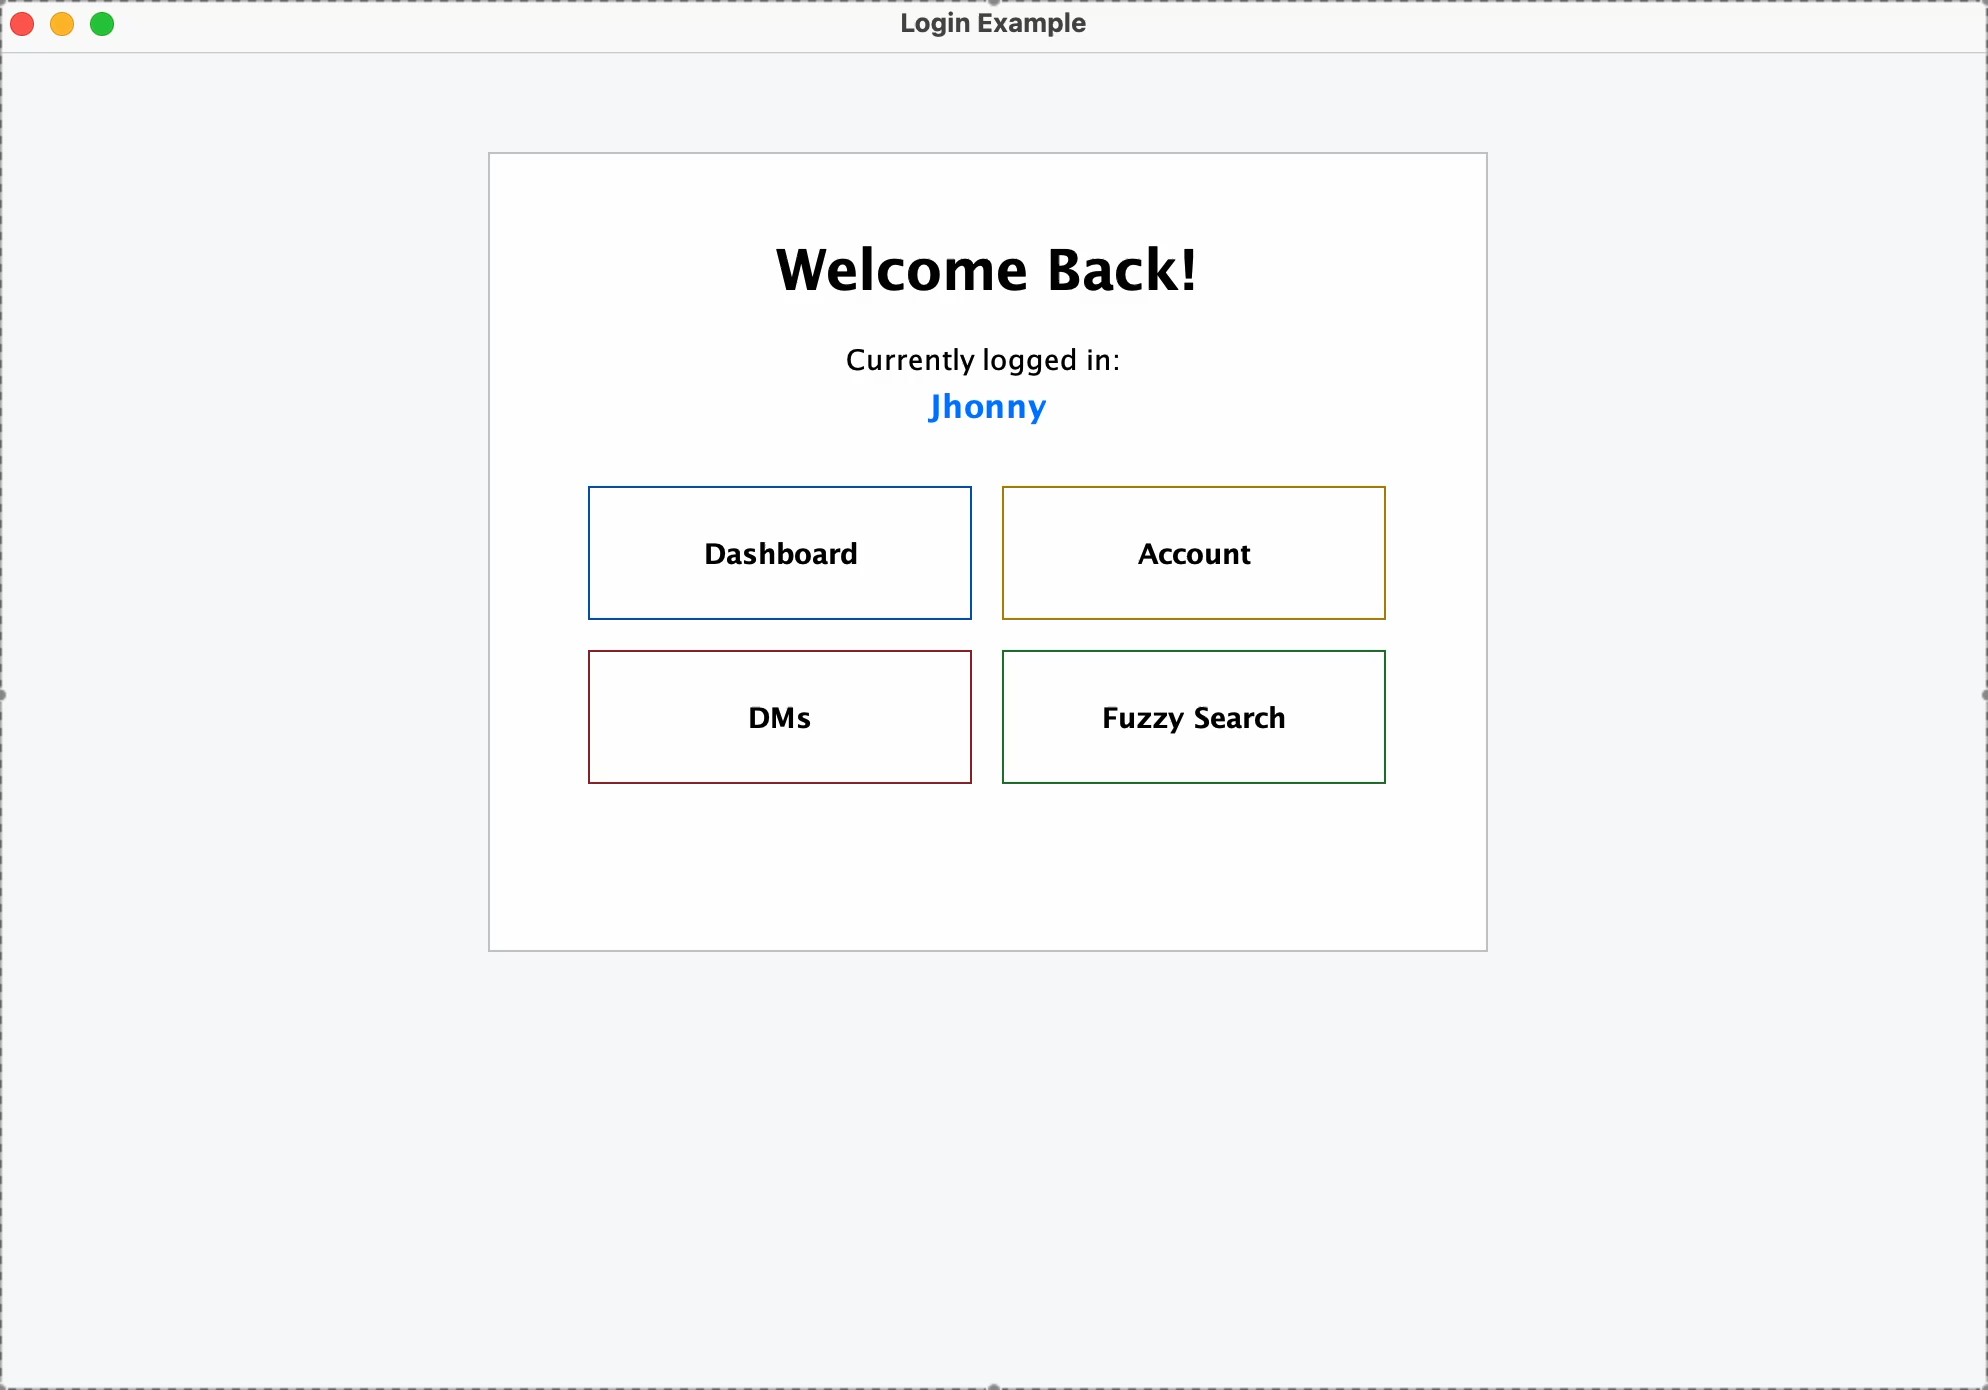 Login Example
Welcome Back!
Currently logged in:
Jhonny
Dashboard
Account
DMs
Fuzzy Search